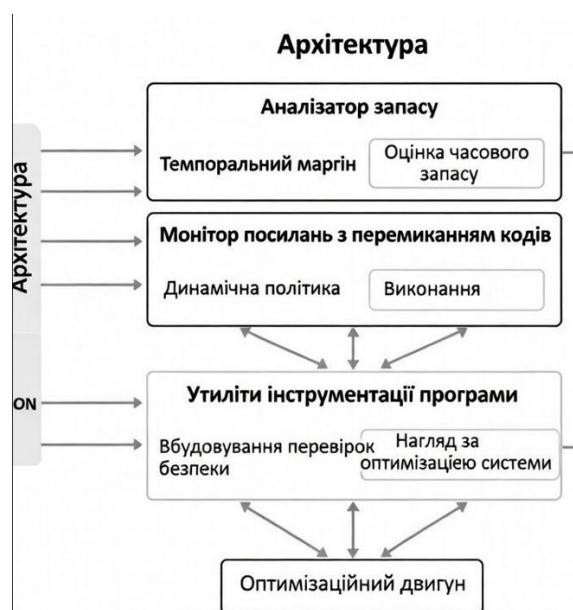 Архітектура
Архітектура
ON
Аналізатор запасу
Темпоральний маргін
Оцінка часового
запасу
Монітор посилань з перемиканням кодів
Динамічна політика
Виконання
Утиліти інструментації програми
Вбудовування перевірок
безпеки
Нагляд за
оптимізацією системи
Оптимізаційний двигун